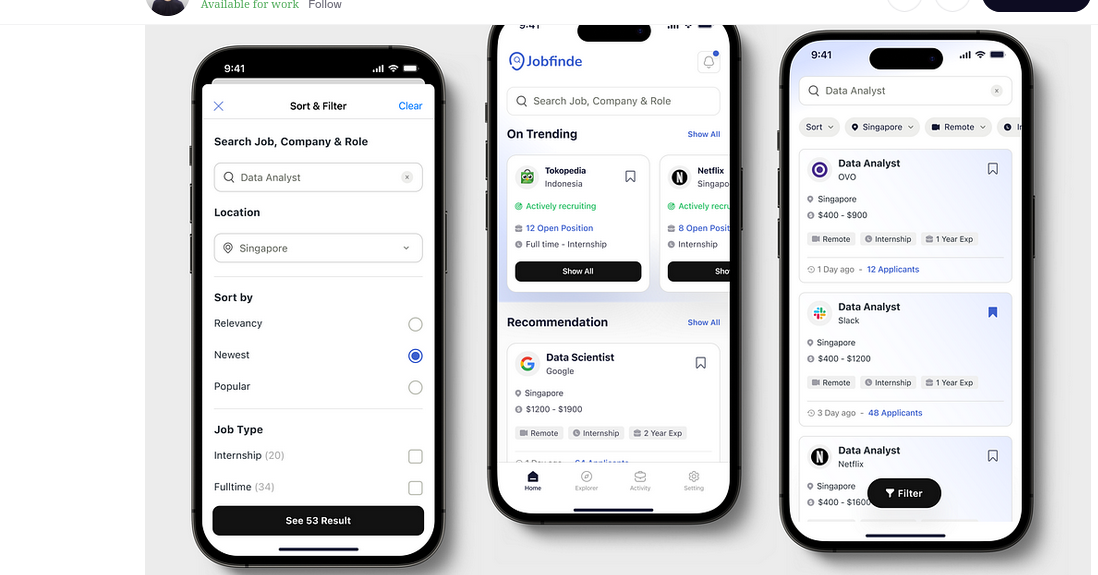 Available for work Follow
9:41
Sort & Filter
Clear
Search Job, Company & Role
Data Analyst
Location
Singapore
Sort by
Relevancy
Newest
Popular
Job Type
Internship (20)
Fulltime (34)
See 53 Result
9:41
Jobfinde
Search Job, Company & Role
On Trending
Show All
Tokopedia
Indonesia
Actively recruiting
12 Open Position
Full time - Internship
Show All
Netflix
Singapo
Actively recru
8 Open Posit
Internship
Sho
Recommendation
Show All
Data Scientist
Google
Singapore
$1200 - $1900
Remote
Internship
2 Year Exp
Home
Explorer
Activity
Setting
9:41
Data Analyst
Sort
Singapore
Remote
In
Data Analyst
OVO
Singapore
$400 - $900
Remote
Internship
1 Year Exp
1 Day ago - 12 Applicants
Data Analyst
Slack
Singapore
$400 - $1200
Remote
Internship
1 Year Exp
3 Day ago - 48 Applicants
Data Analyst
Netflix
Singapore
$400 - $1600
Filter